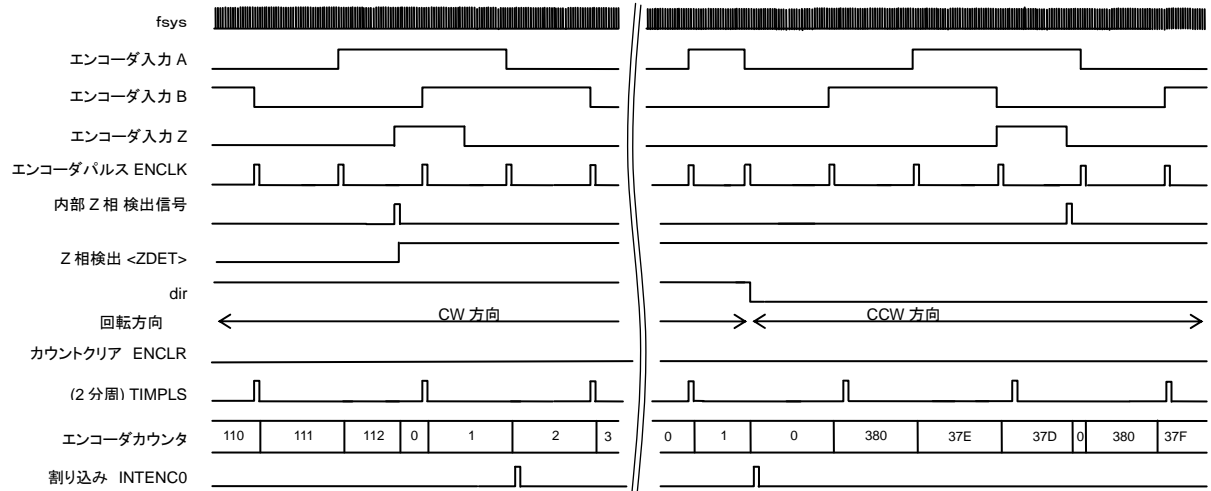 fsys
エンコーダ入力 A
エンコーダ入力 B
エンコーダ入力 Z
エンコーダパルス ENCLK
内部 Z 相 検出信号
Z 相検出 <ZDET>
dir
回転方向 CW 方向 CCW 方向
カウントクリア ENCLR
(2 分周) TIMPLS
エンコーダカウンタ 110 111 112 0 1 2 3 0 1 0 380 37E 37D 0 380 37F
割り込み INTENC0